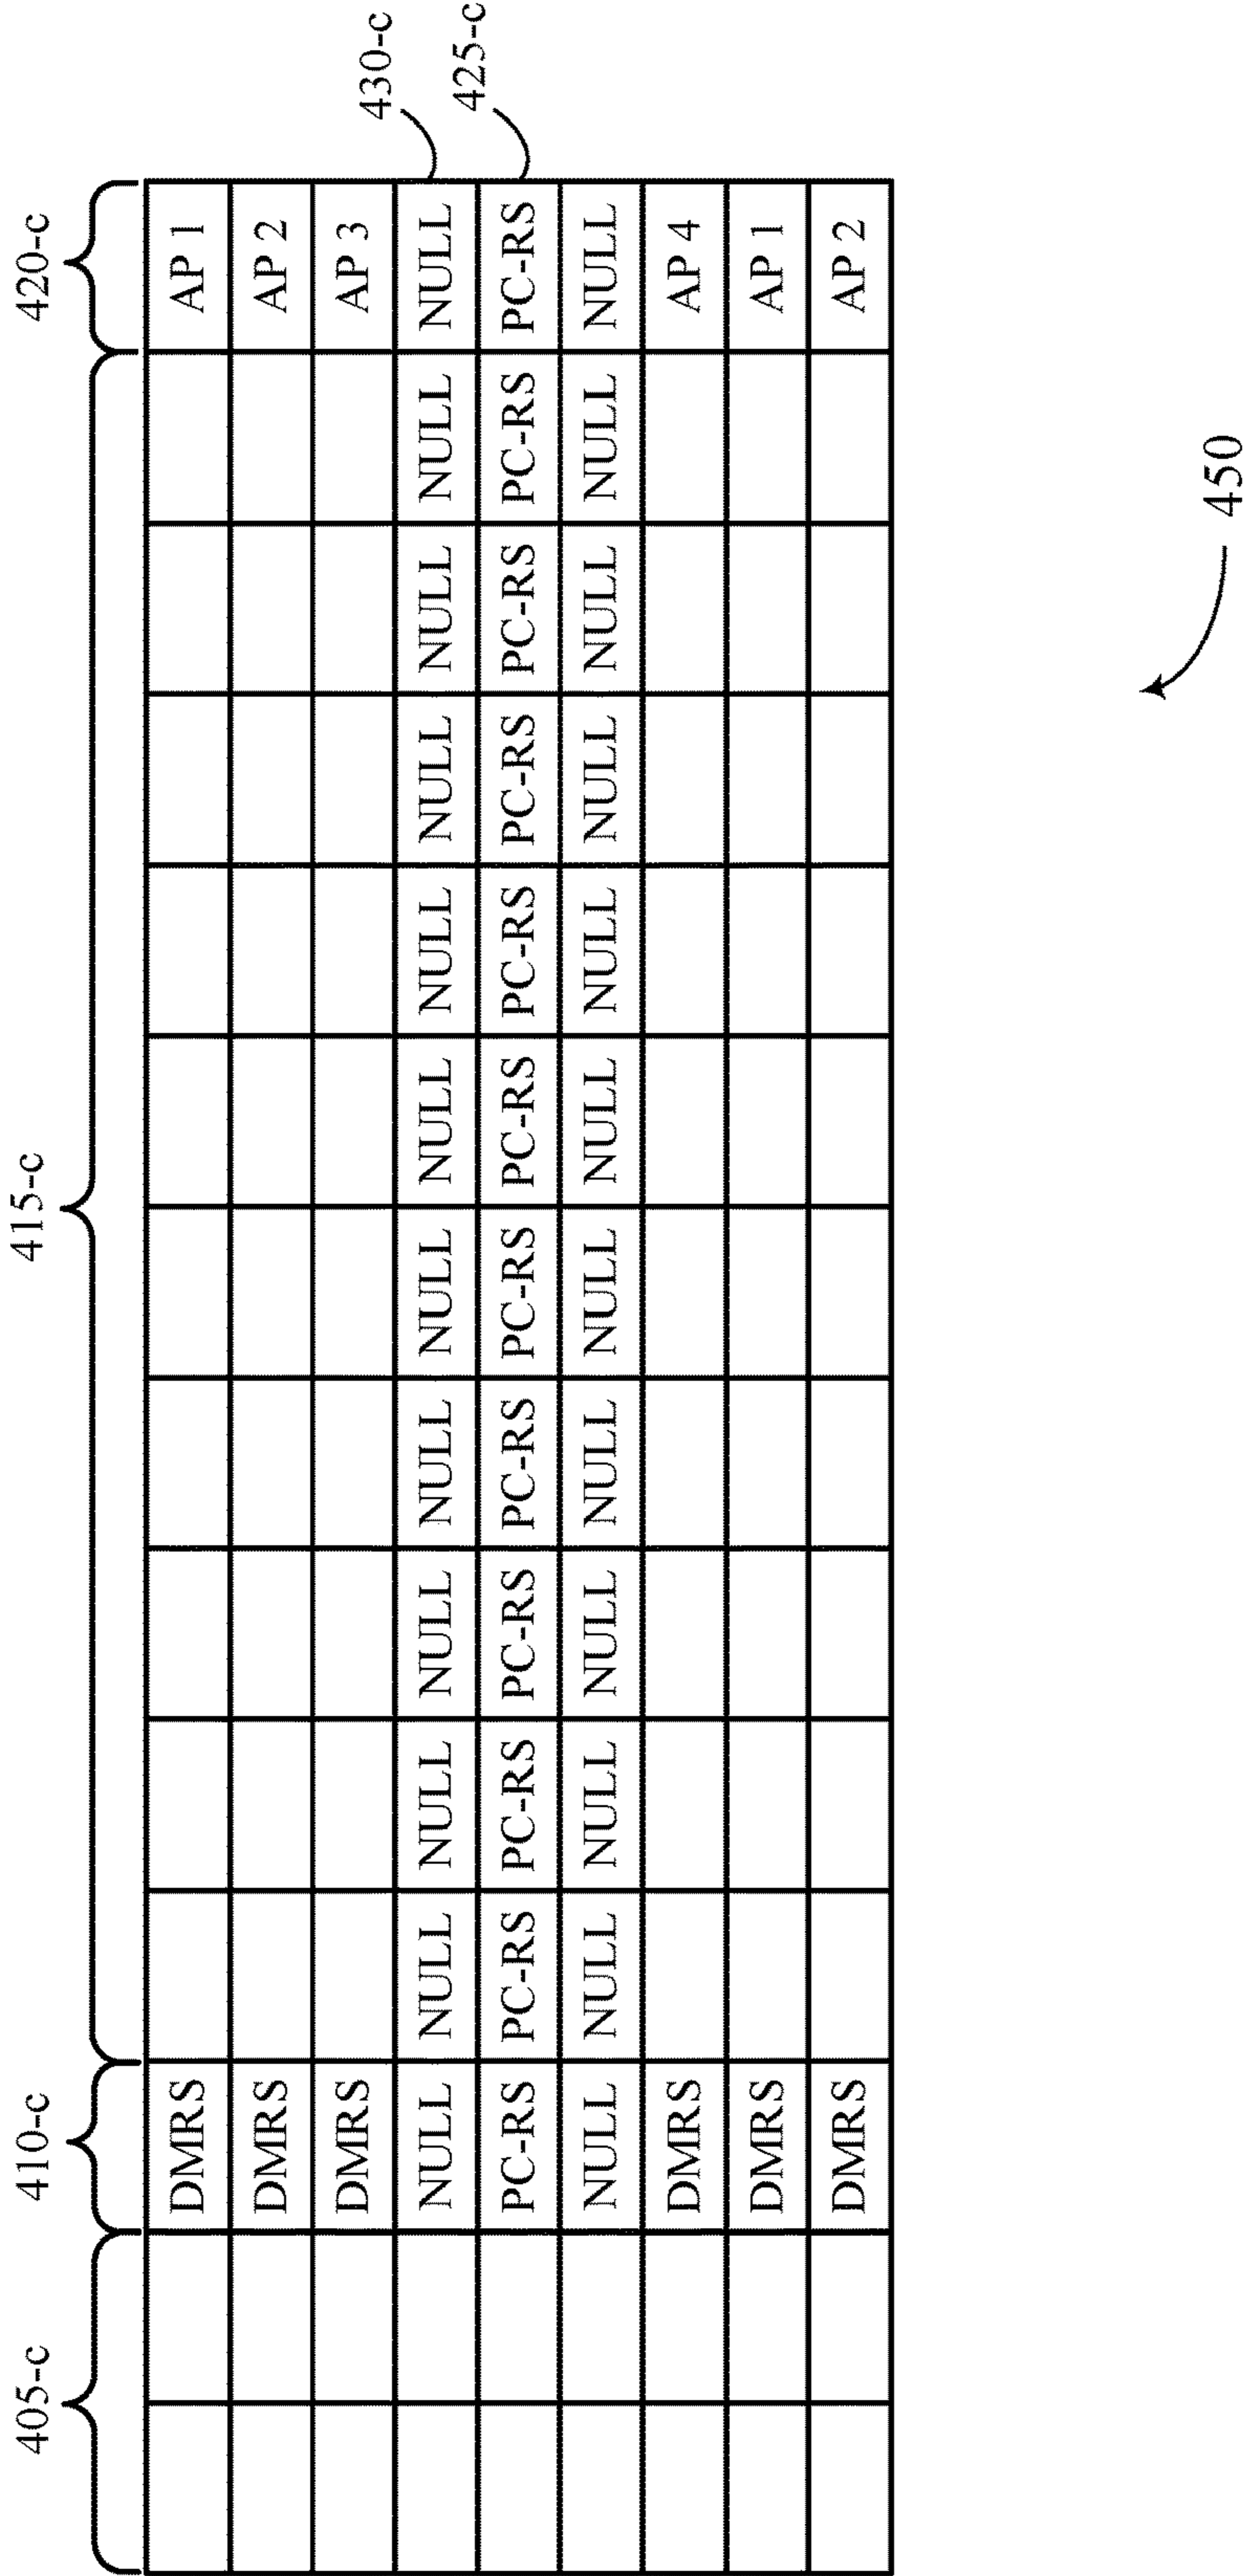 405-c 410-c 415-c 420-c
DMRS AP 1
DMRS AP 2
DMRS AP 3
430-c
NULL NULL NULL NULL NULL NULL NULL NULL NULL NULL NULL NULL
425-c
PC-RS PC-RS PC-RS PC-RS PC-RS PC-RS PC-RS PC-RS PC-RS PC-RS PC-RS PC-RS
NULL NULL NULL NULL NULL NULL NULL NULL NULL NULL NULL NULL
DMRS AP 4
DMRS AP 1
DMRS AP 2
450